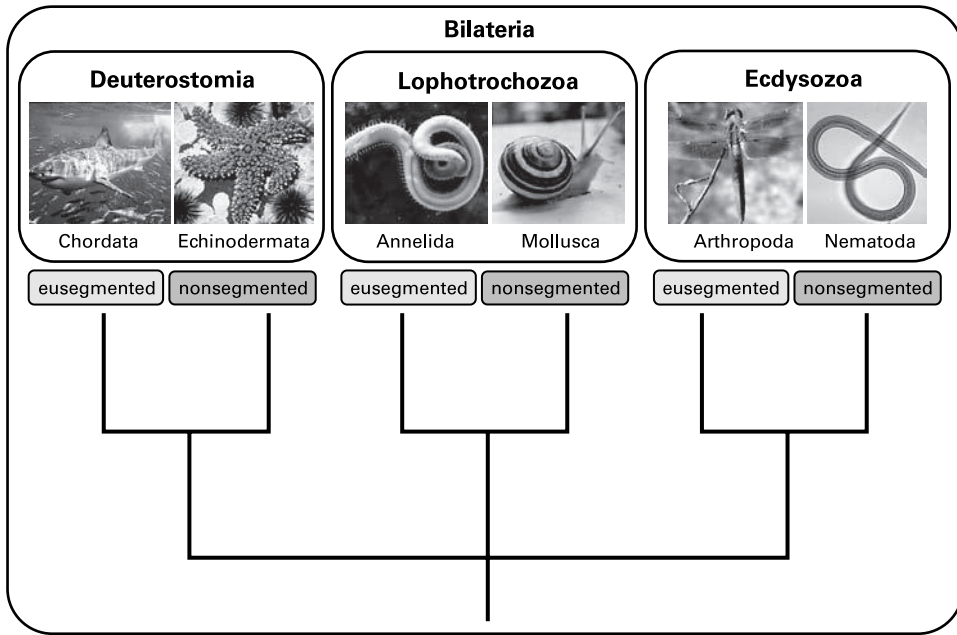 Bilateria
Deuterostomia
Lophotrochozoa
Ecdysozoa
Chordata
Echinodermata
Annelida
Mollusca
Arthropoda
Nematoda
eusegmented
nonsegmented
eusegmented
nonsegmented
eusegmented
nonsegmented